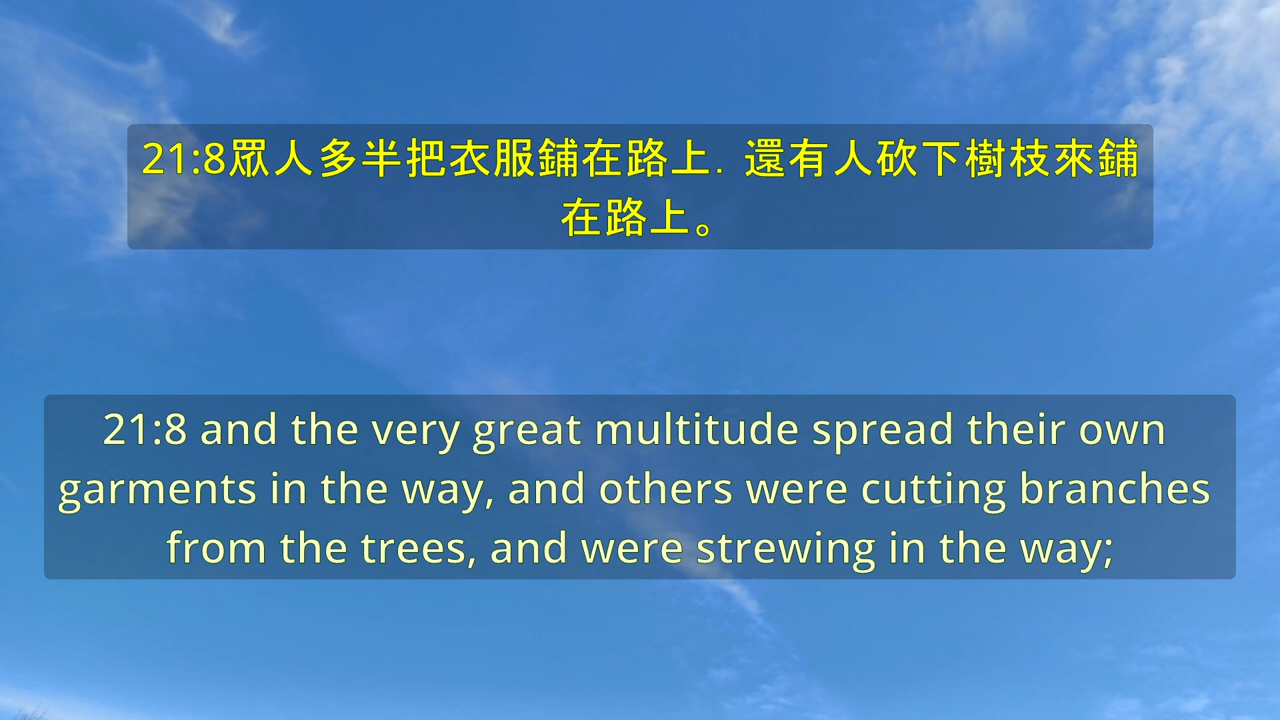 21:8眾人多半把衣服鋪在路上．還有人砍下樹枝來鋪
在路上。
21:8 and the very great multitude spread their own
garments in the way, and others were cutting branches
from the trees, and were strewing in the way;